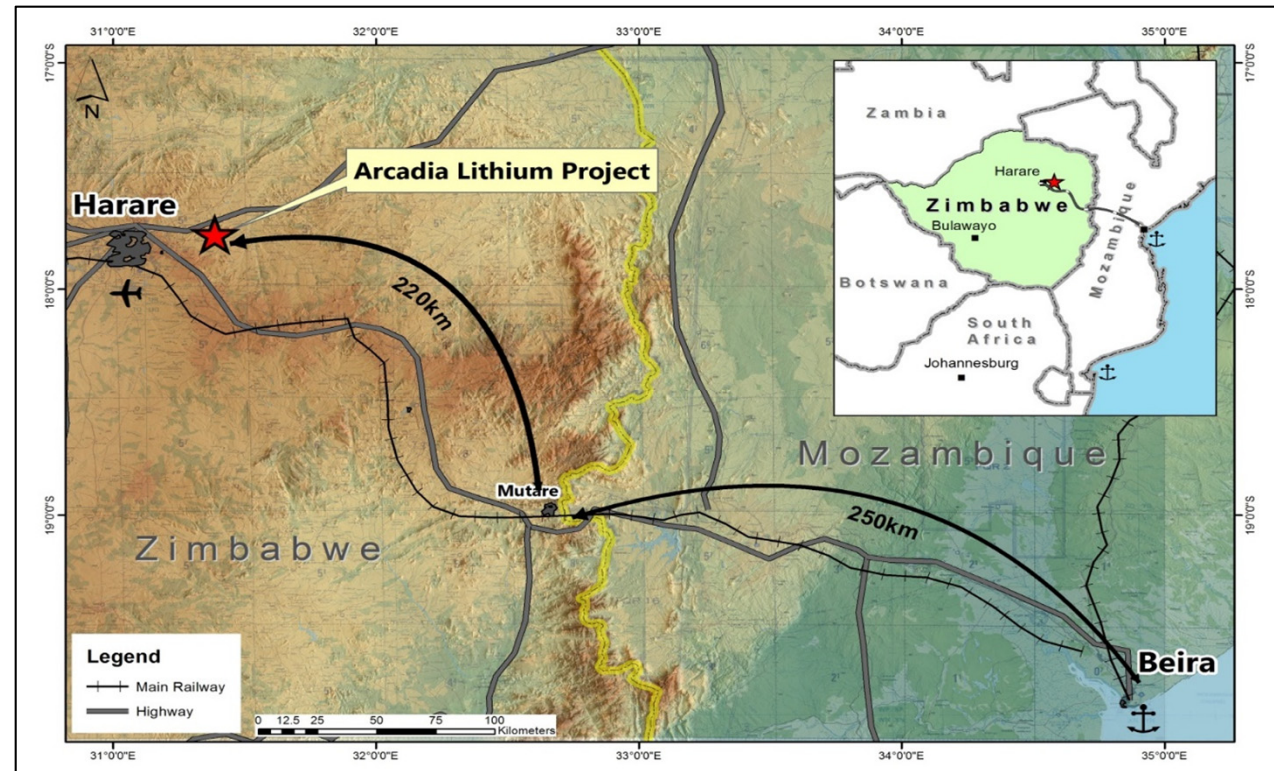 31°0'0"E
32°0'0"E
33°0'0"E
34°0'0"E
35°0'0"E
17°0'0"S
17°0'0"S
N
Zambia
Harare
Zimbabwe
Bulawayo
Mozambique
Botswana
South
Africa
Johannesburg
Arcadia Lithium Project
Harare
220km
18°0'0"S
18°0'0"S
Mozambique
Mutare
19°0'0"S
19°0'0"S
250km
Zimbabwe
Beira
Legend
Main Railway
Highway
0 12.5 25 50 75 100
Kilometers
31°0'0"E
32°0'0"E
33°0'0"E
34°0'0"E
35°0'0"E